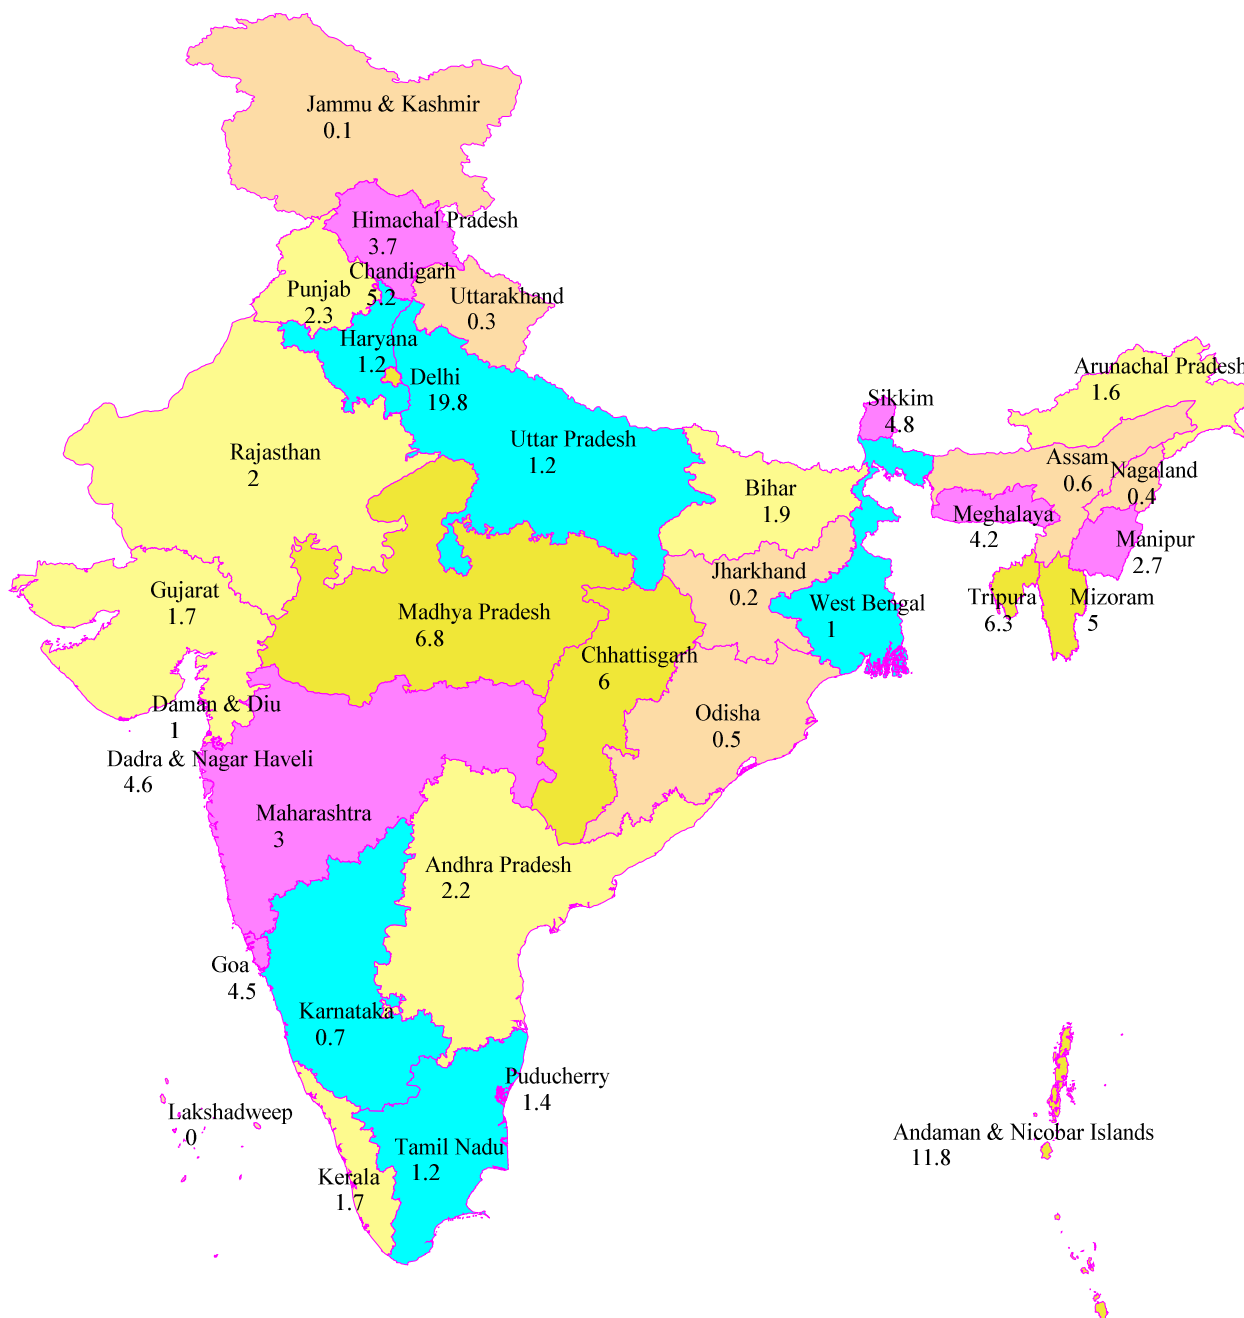 Jammu & Kashmir
0.1
Himachal Pradesh
3.7
Chandigarh
5.2
Punjab
2.3
Uttarakhand
0.3
Haryana
1.2
Delhi
19.8
Arunachal Pradesh
1.6
Sikkim
4.8
Uttar Pradesh
1.2
Rajasthan
2
Assam
0.6
Nagaland
0.4
Bihar
1.9
Meghalaya
4.2
Manipur
2.7
Jharkhand
0.2
Gujarat
1.7
Madhya Pradesh
6.8
West Bengal
1
Tripura
6.3
Mizoram
5
Chhattisgarh
6
Daman & Diu
1
Odisha
0.5
Dadra & Nagar Haveli
4.6
Maharashtra
3
Andhra Pradesh
2.2
Goa
4.5
Karnataka
0.7
Puducherry
1.4
Lakshadweep
0
Andaman & Nicobar Islands
11.8
Tamil Nadu
1.2
Kerala
1.7